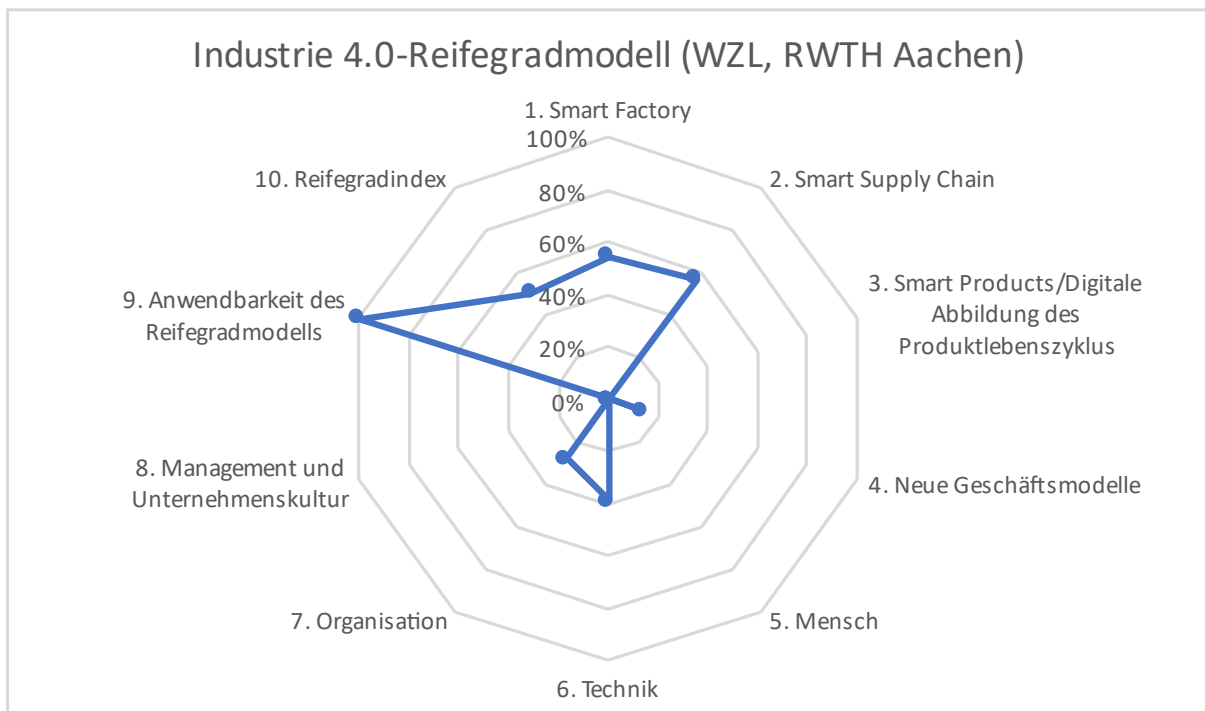 Industrie 4.0-Reifegradmodell (WZL, RWTH Aachen)
1. Smart Factory
100%
80%
60%
40%
20%
0%
2. Smart Supply Chain
3. Smart Products/Digitale
Abbildung des
Produktlebenszyklus
4. Neue Geschäftsmodelle
5. Mensch
6. Technik
7. Organisation
8. Management und
Unternehmenskultur
9. Anwendbarkeit des
Reifegradmodells
10. Reifegradindex